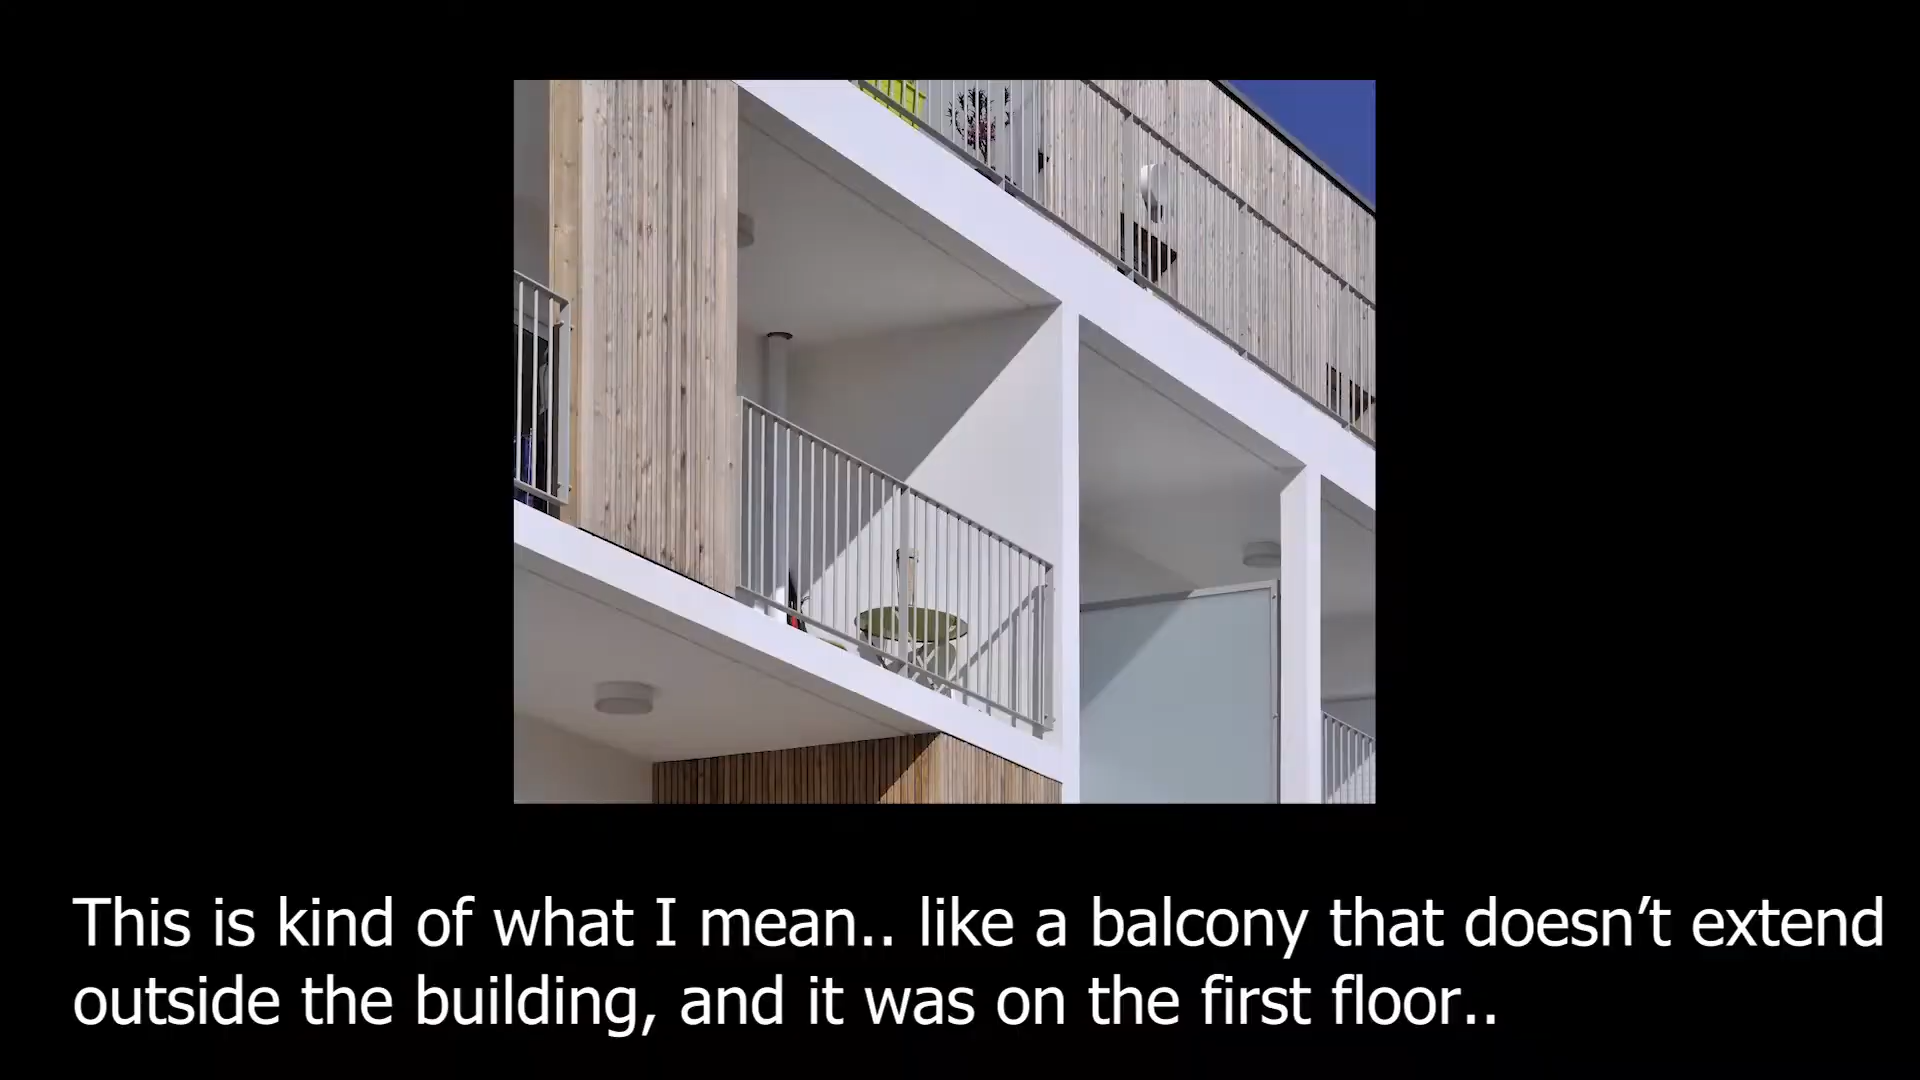 This is kind of what I mean.. like a balcony that doesn’t extend
outside the building, and it was on the first floor..